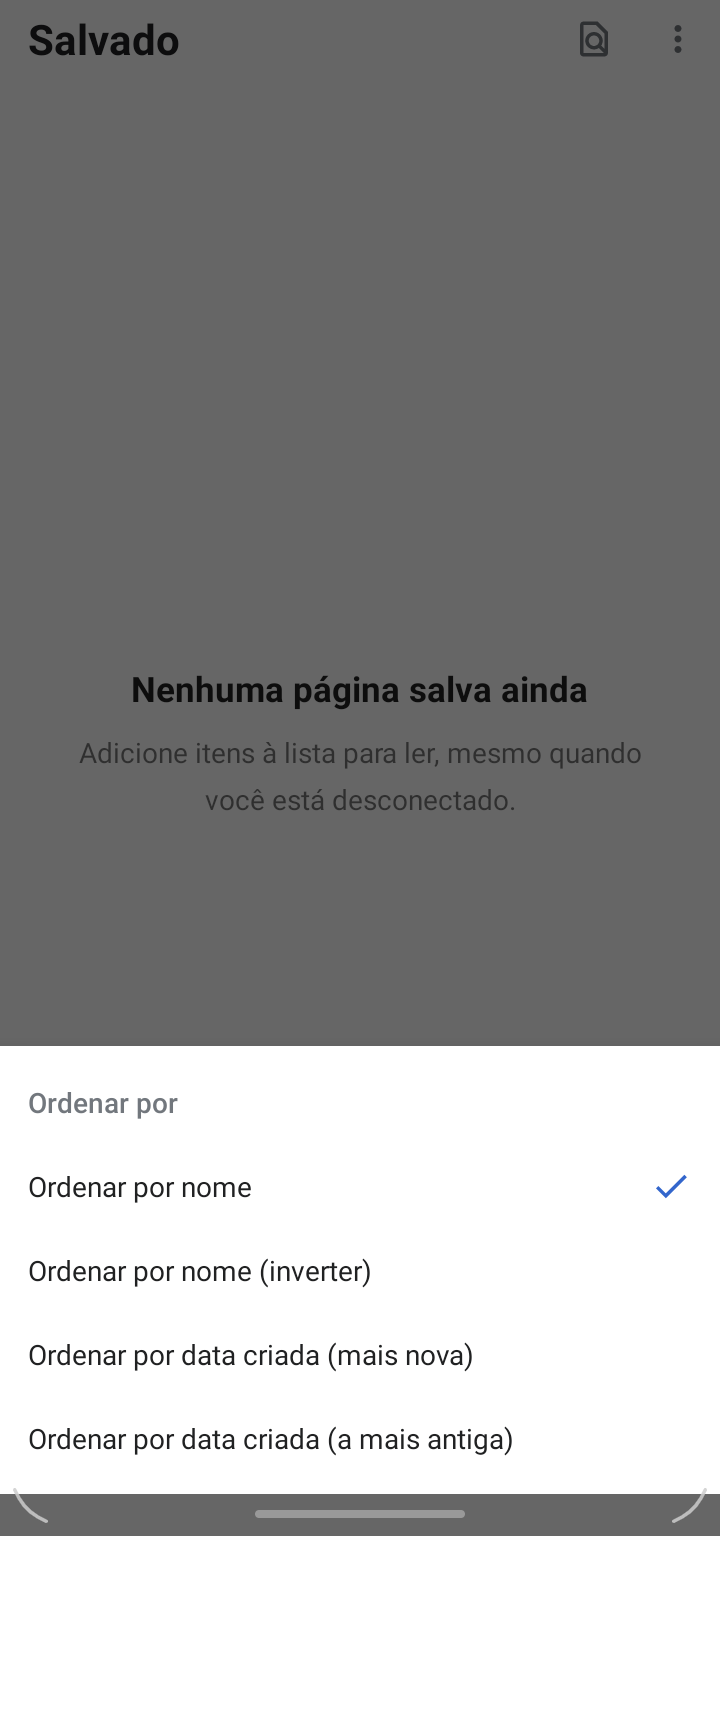 Salvado
Nenhuma página salva ainda
Adicione itens à lista para ler, mesmo quando
você está desconectado.
Ordenar por
Ordenar por nome
Ordenar por nome (inverter)
Ordenar por data criada (mais nova)
Ordenar por data criada (a mais antiga)